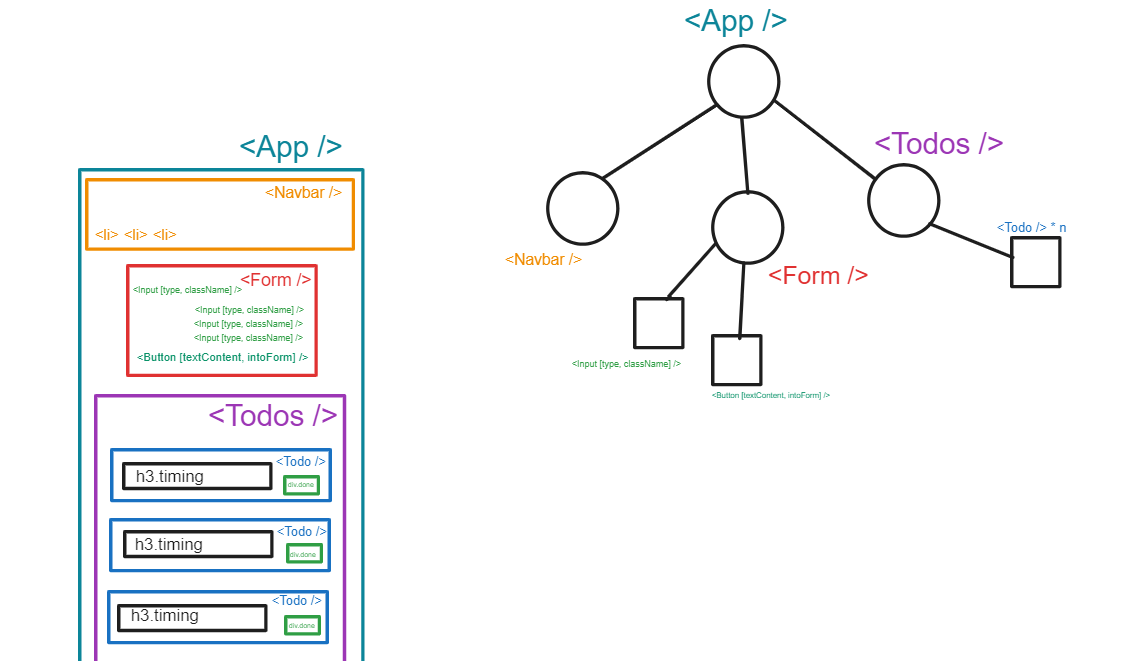 <App />
<Navbar />
<li> <li> <li>
<Form />
<Input [type, className] />
<Input [type, className] />
<Input [type, className] />
<Input [type, className] />
<Button [textContent, intoForm] />
<Todos />
<Todo />
h3.timing
div.done
<Todo />
h3.timing
div.done
<Todo />
h3.timing
div.done
<App />
<Todos />
<Todo /> * n
<Navbar />
<Form />
<Input [type, className] />
<Button [textContent, intoForm] />